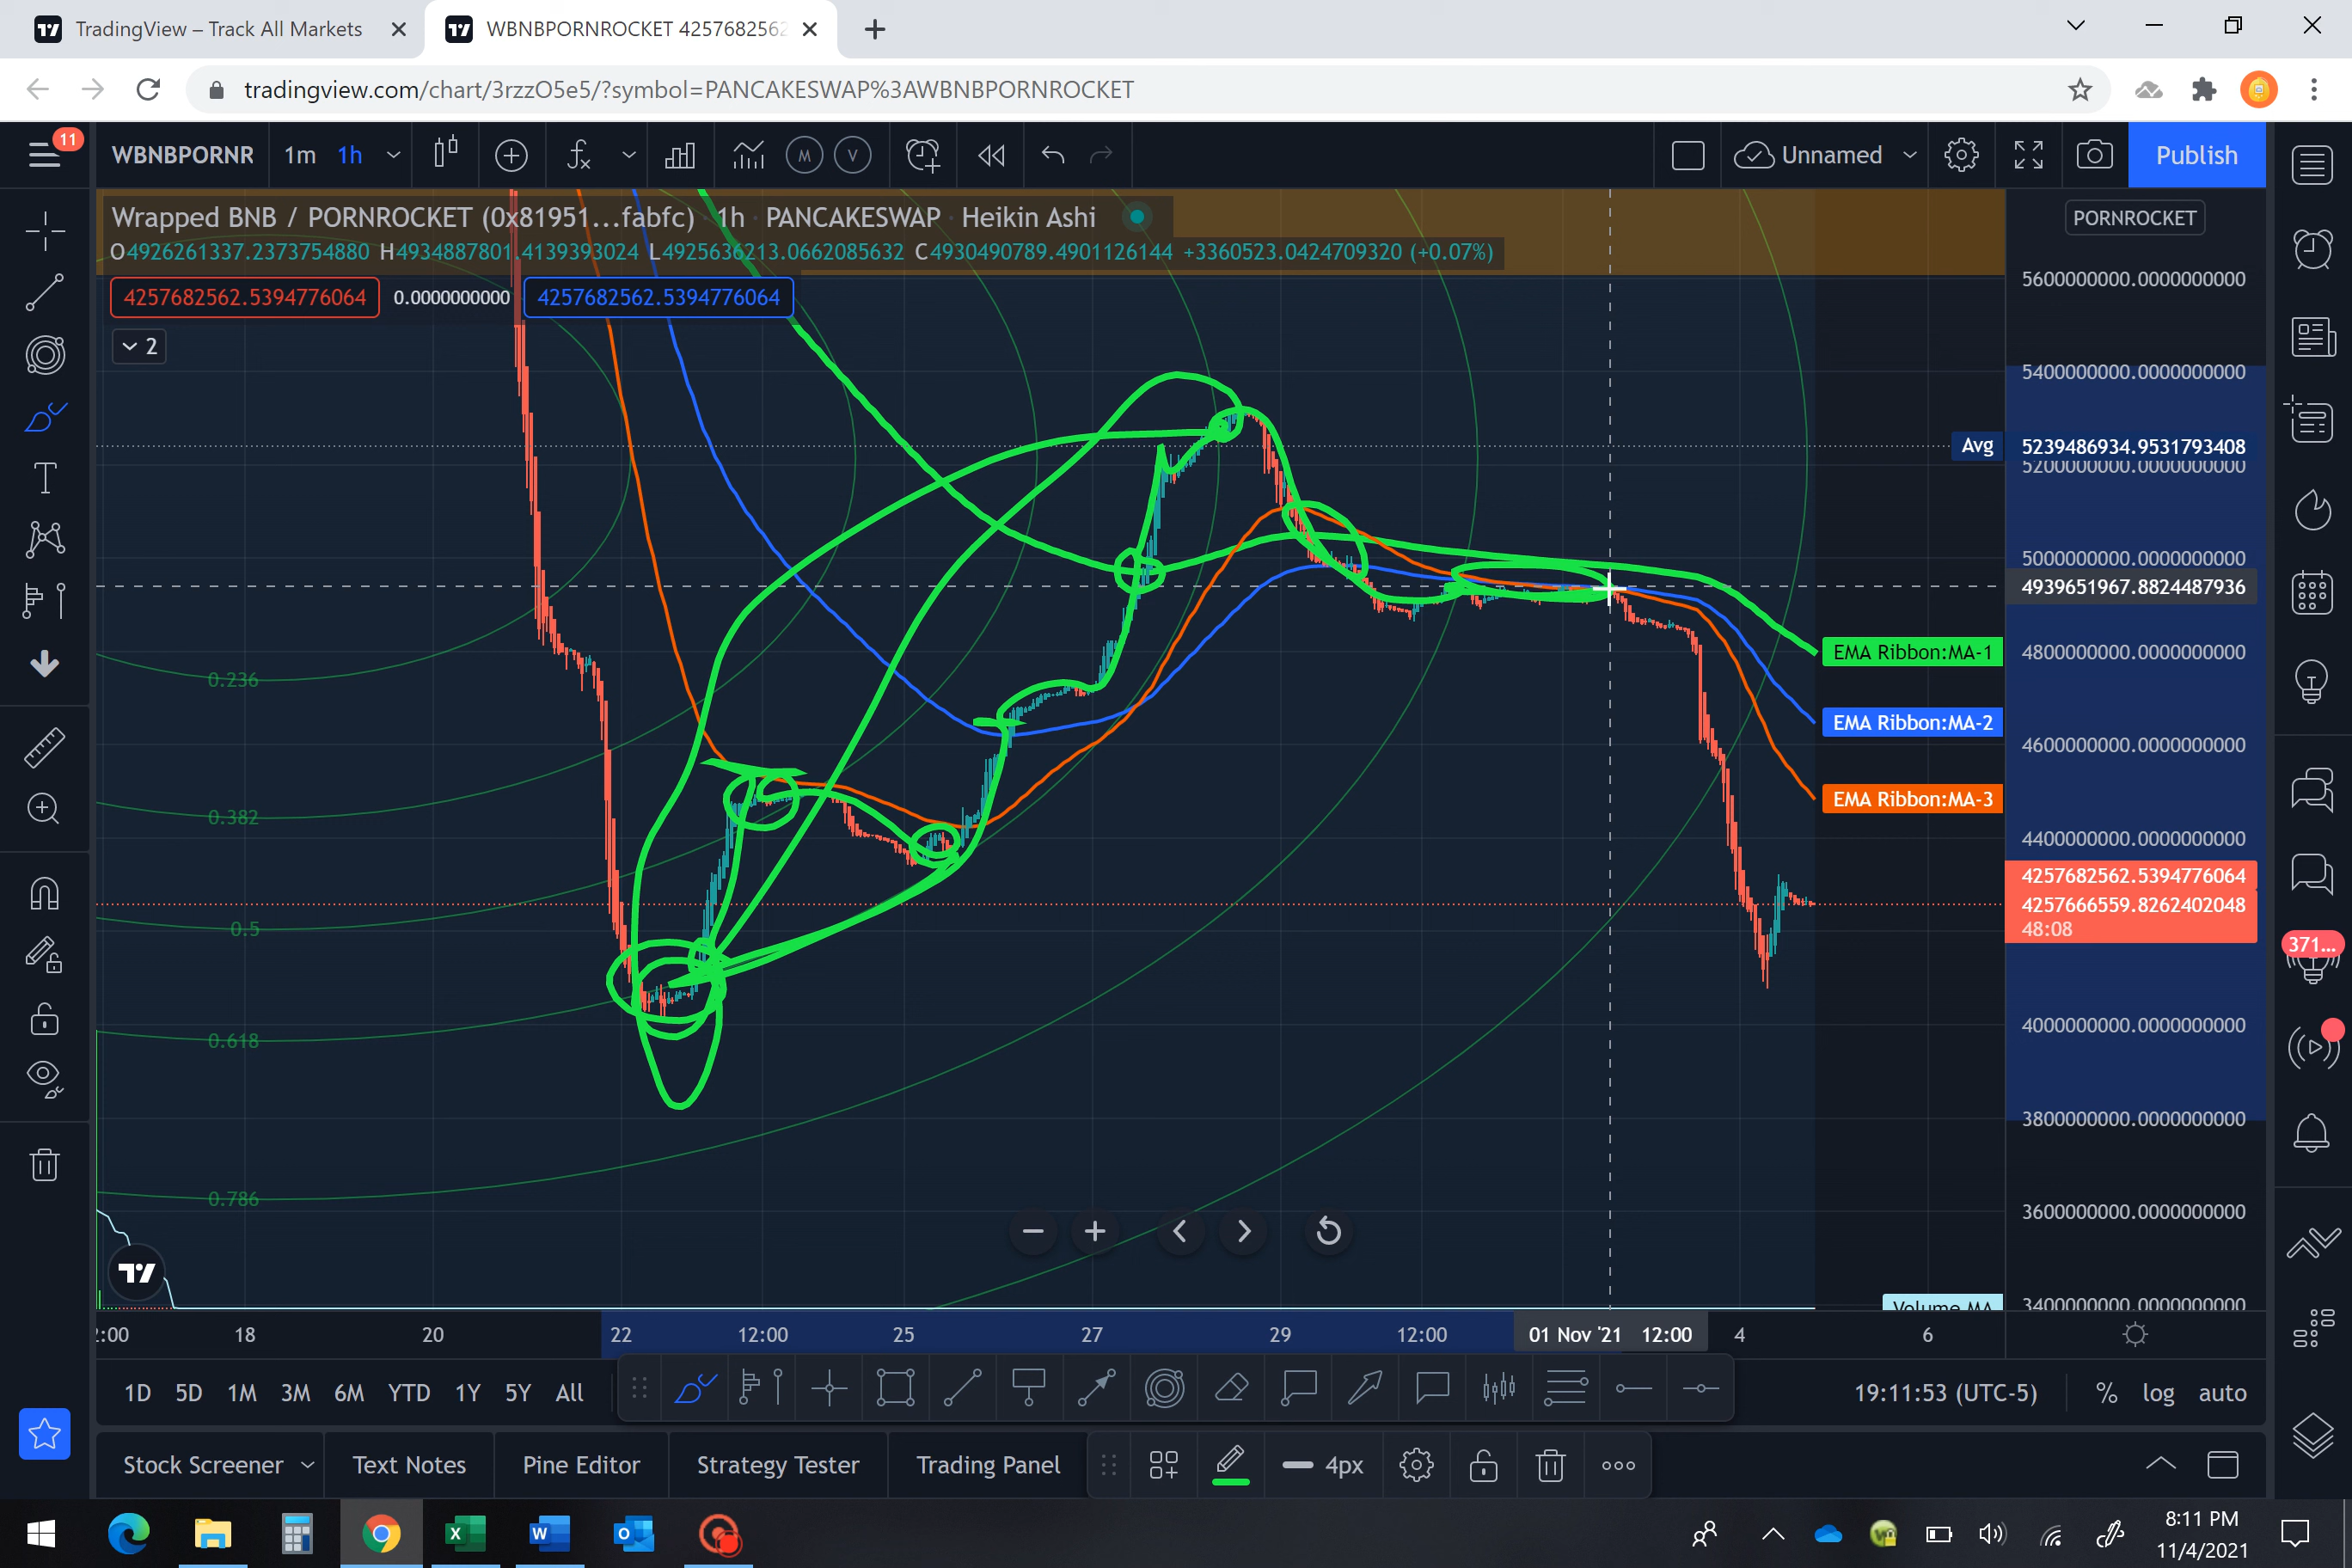 TradingView – Track All Markets
WBNBPORNROCKET 4257682562
tradingview.com/chart/3rzzO5e5/?symbol=PANCAKESWAP%3AWBNBPORNROCKET
11
WBNBPORNR 1m 1h M V Unnamed Publish
Wrapped BNB / PORNROCKET (0x81951...fabfc) · 1h · PANCAKESWAP · Heikin Ashi
O4926261337.2373754880 H4934887801.4139393024 L4925636213.0662085632 C4930490789.4901126144 +3360523.0424709320 (+0.07%)
4257682562.5394776064 0.0000000000 4257682562.5394776064
2
PORNROCKET
5600000000.0000000000
5400000000.0000000000
Avg 5239486934.9531793408
5200000000.0000000000
5000000000.0000000000
4939651967.8824487936
EMA Ribbon:MA-1 4800000000.0000000000
0.236
EMA Ribbon:MA-2
4600000000.0000000000
EMA Ribbon:MA-3
0.382
4400000000.0000000000
4257682562.5394776064
4257666559.8262402048
48:08
0.5
371...
4000000000.0000000000
0.618
3800000000.0000000000
0.786
3600000000.0000000000
Volume MA 3400000000.0000000000
:00 18 20 22 12:00 25 27 29 12:00 01 Nov '21 12:00 4 6
1D 5D 1M 3M 6M YTD 1Y 5Y All 19:11:53 (UTC-5) % log auto
Stock Screener Text Notes Pine Editor Strategy Tester Trading Panel 4px
8:11 PM
11/4/2021